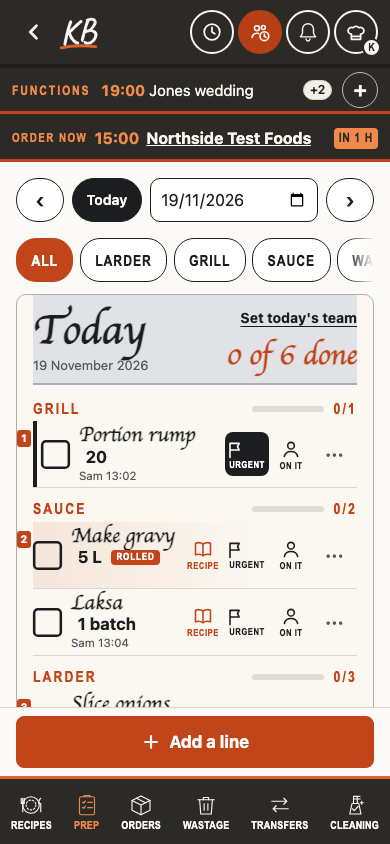 KB
K
FUNCTIONS 19:00 Jones wedding +2 +
ORDER NOW 15:00 Northside Test Foods IN 1 H
‹ Today 19/11/2026 ›
ALL LARDER GRILL SAUCE WA
Today Set today's team
19 November 2026 0 of 6 done
GRILL 0/1
1 Portion rump
20 URGENT ON IT
Sam 13:02
SAUCE 0/2
2 Make gravy
5 L ROLLED RECIPE URGENT ON IT
Laksa
1 batch RECIPE URGENT ON IT
Sam 13:04
LARDER 0/3
Slice onions
+ Add a line
RECIPES PREP ORDERS WASTAGE TRANSFERS CLEANING